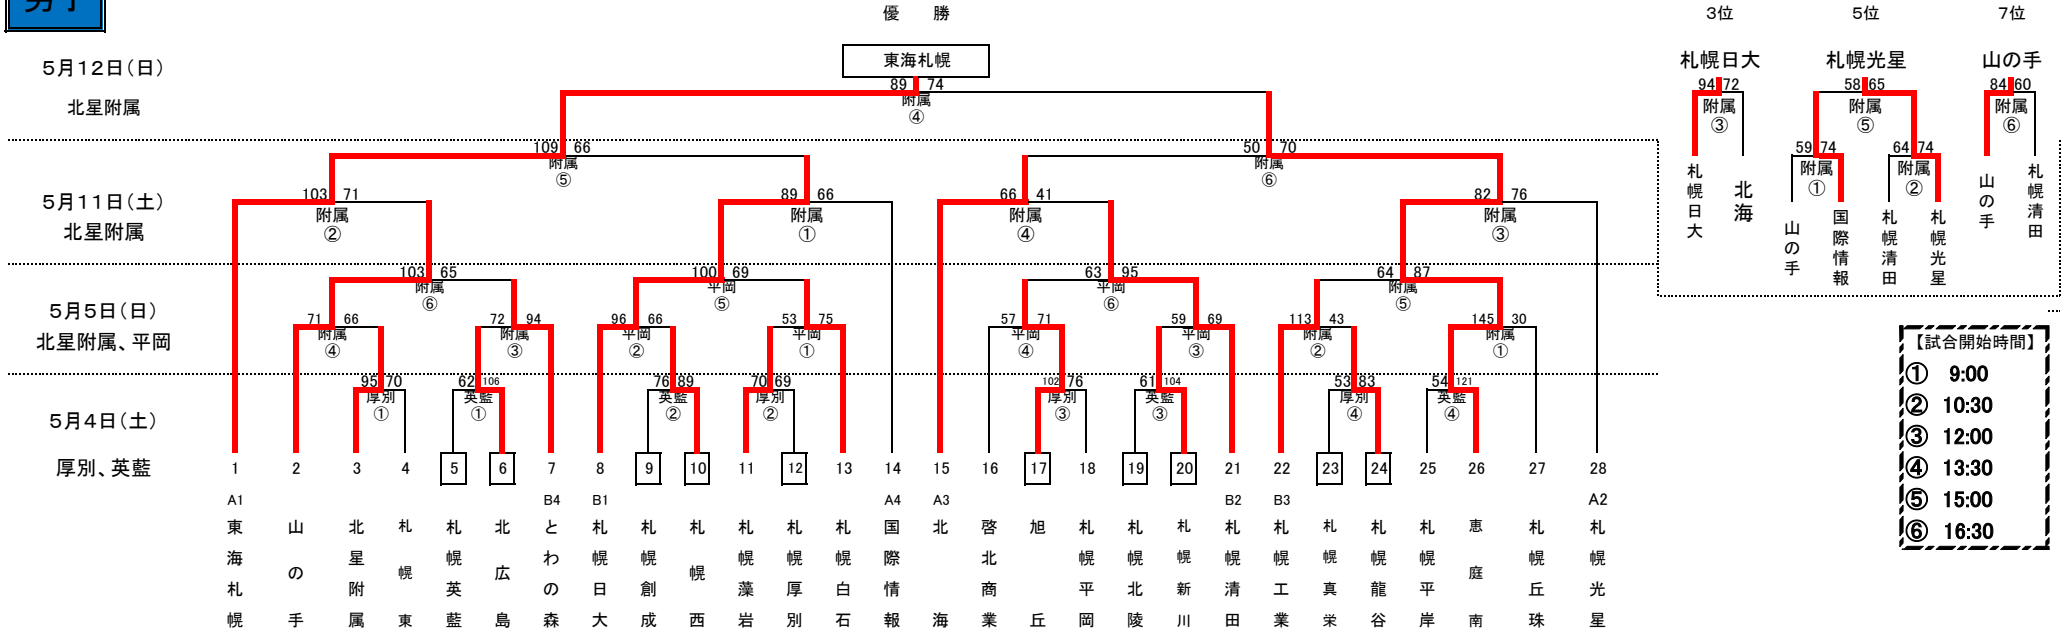 男子
優　勝
3位
5位
7位
5月12日(日)
北星附属
東海札幌
札幌日大
札幌光星
山の手
89 74
附属
④
94 72
附属
③
58 65
附属
⑤
84 60
附属
⑥
109 66
附属
⑤
50 70
附属
⑥
59 74
附属
①
64 74
附属
②
札幌日大
北海
山の手
国際情報
札幌清田
札幌光星
山の手
札幌清田
5月11日(土)
北星附属
103 71
附属
②
89 66
附属
①
66 41
附属
④
82 76
附属
③
5月5日(日)
北星附属、平岡
103 65
附属
⑥
100 69
平岡
⑤
63 95
平岡
⑥
64 87
附属
⑤
71 66
附属
④
72 94
附属
③
96 66
平岡
②
53 75
平岡
①
57 71
平岡
④
59 69
平岡
③
113 43
附属
②
145 30
附属
①
5月4日(土)
厚別、英藍
95 70
厚別
①
62 106
英藍
①
76 89
英藍
②
70 69
厚別
②
102 76
厚別
③
61 104
英藍
③
53 83
厚別
④
54 121
英藍
④
【試合開始時間】
① 9:00
② 10:30
③ 12:00
④ 13:30
⑤ 15:00
⑥ 16:30
1 2 3 4 5 6 7 8 9 10 11 12 13 14 15 16 17 18 19 20 21 22 23 24 25 26 27 28
A1 B4 B1 A4 A3 B2 B3 A2
東海札幌
山の手
北星附属
札幌東
札幌英藍
北広島
とわの森
札幌日大
札幌創成
札幌西
札幌藻岩
札幌厚別
札幌白石
国際情報
北海
啓北商業
旭丘
札幌平岡
札幌北陵
札幌新川
札幌清田
札幌工業
札幌真栄
札幌龍谷
札幌平岸
恵庭南
札幌丘珠
札幌光星